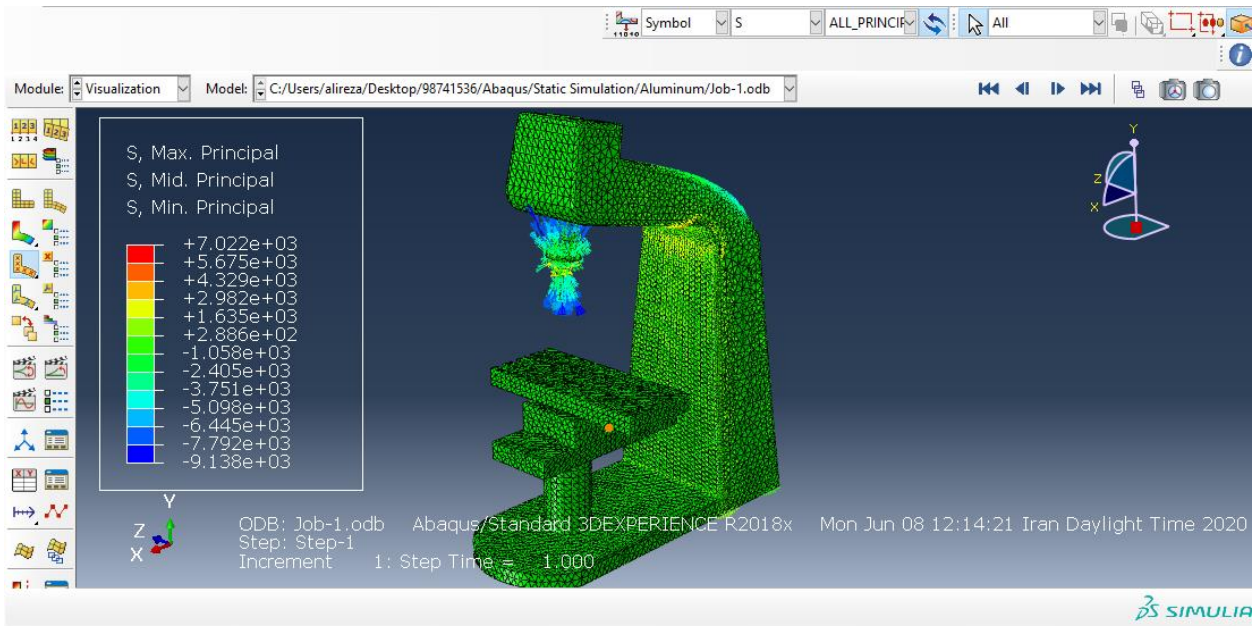 Symbol S ALL_PRINCIF All
Module: Visualization Model: C:/Users/alireza/Desktop/98741536/Abaqus/Static Simulation/Aluminum/Job-1.odb
S, Max. Principal
S, Mid. Principal
S, Min. Principal
+7.022e+03
+5.675e+03
+4.329e+03
+2.982e+03
+1.635e+03
+2.886e+02
-1.058e+03
-2.405e+03
-3.751e+03
-5.098e+03
-6.445e+03
-7.792e+03
-9.138e+03
Y
Z
X
Y
Z
X
ODB: Job-1.odb Abaqus/Standard 3DEXPERIENCE R2018x Mon Jun 08 12:14:21 Iran Daylight Time 2020
Step: Step-1
Increment 1: Step Time = 1.000
SIMULIA